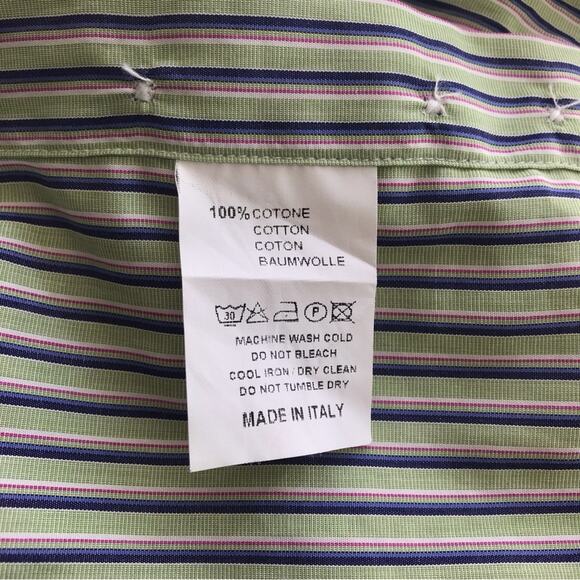 100% COTONE
COTTON
COTON
BAUMWOLLE
30 P
MACHINE WASH COLD
DO NOT BLEACH
COOL IRON/DRY CLEAN
DO NOT TUMBLE DRY
MADE IN ITALY